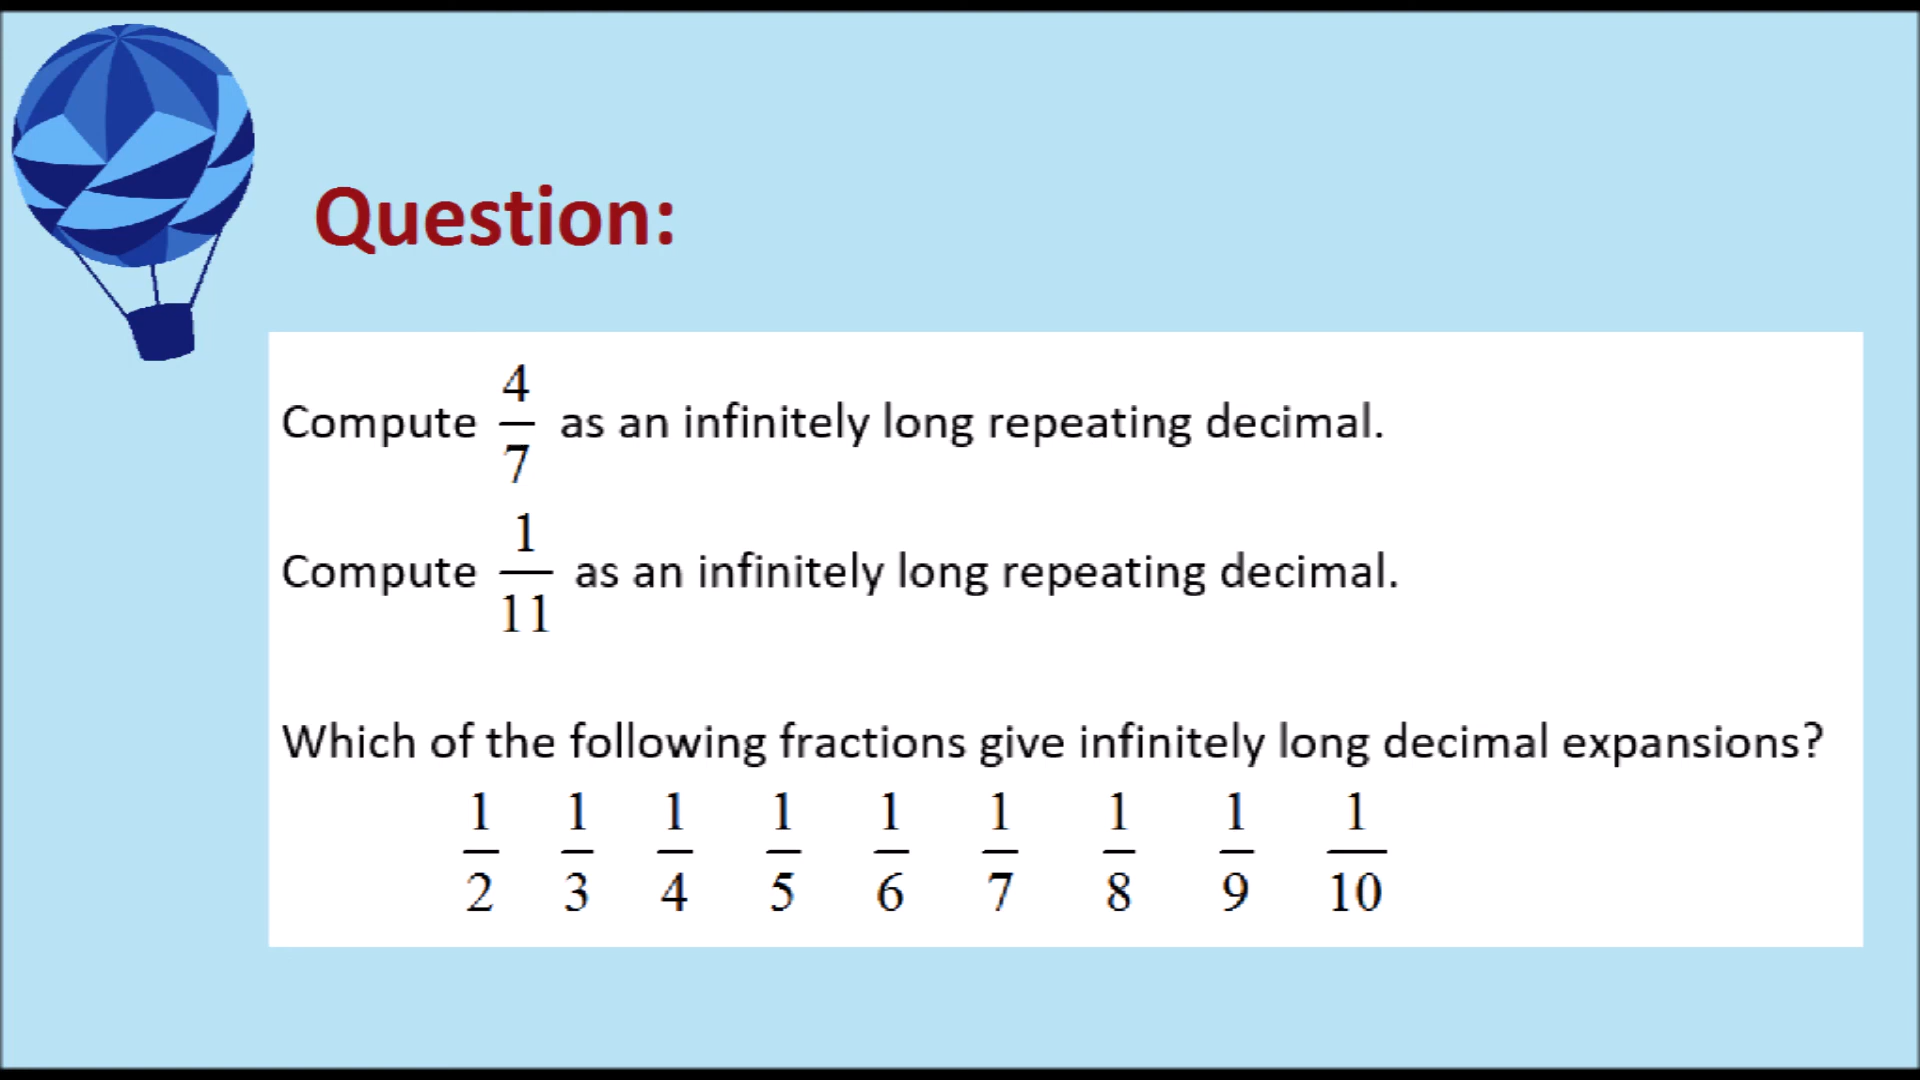 Question:
Compute 4/7 as an infinitely long repeating decimal.
Compute 1/11 as an infinitely long repeating decimal.
Which of the following fractions give infinitely long decimal expansions?
1/2 1/3 1/4 1/5 1/6 1/7 1/8 1/9 1/10